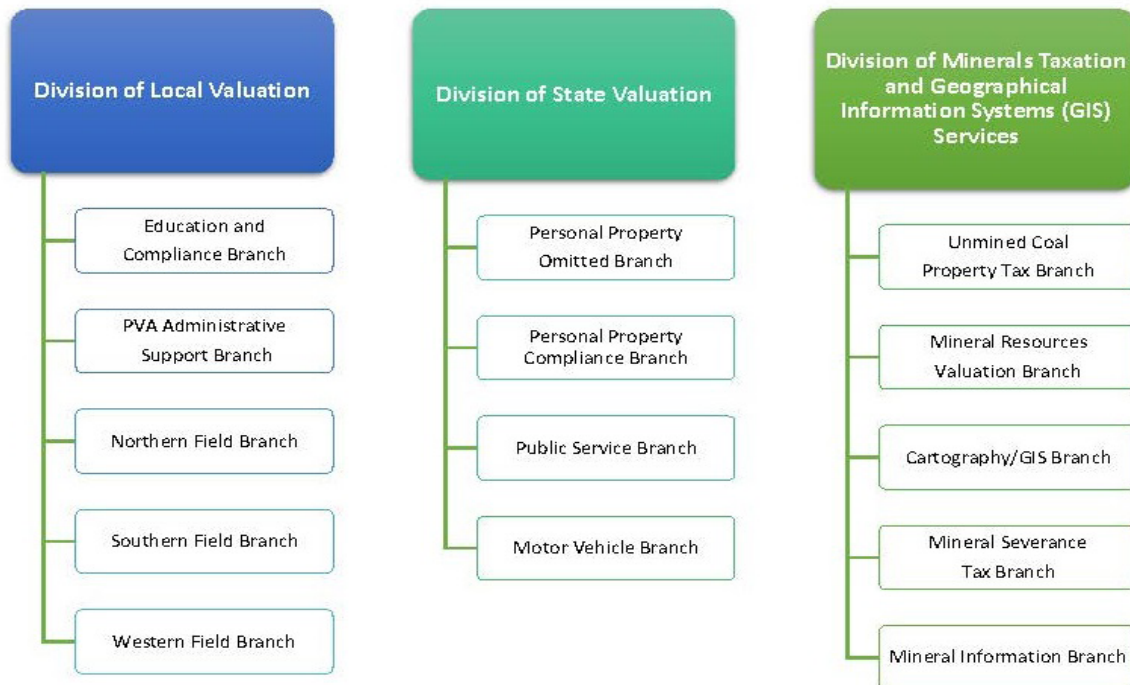 Division of Local Valuation
Education and
Compliance Branch
PVA Administrative
Support Branch
Northern Field Branch
Southern Field Branch
Western Field Branch
Division of State Valuation
Personal Property
Omitted Branch
Personal Property
Compliance Branch
Public Service Branch
Motor Vehicle Branch
Division of Minerals Taxation
and Geographical
Information Systems (GIS)
Services
Unmined Coal
Property Tax Branch
Mineral Resources
Valuation Branch
Cartography/GIS Branch
Mineral Severance
Tax Branch
Mineral Information Branch